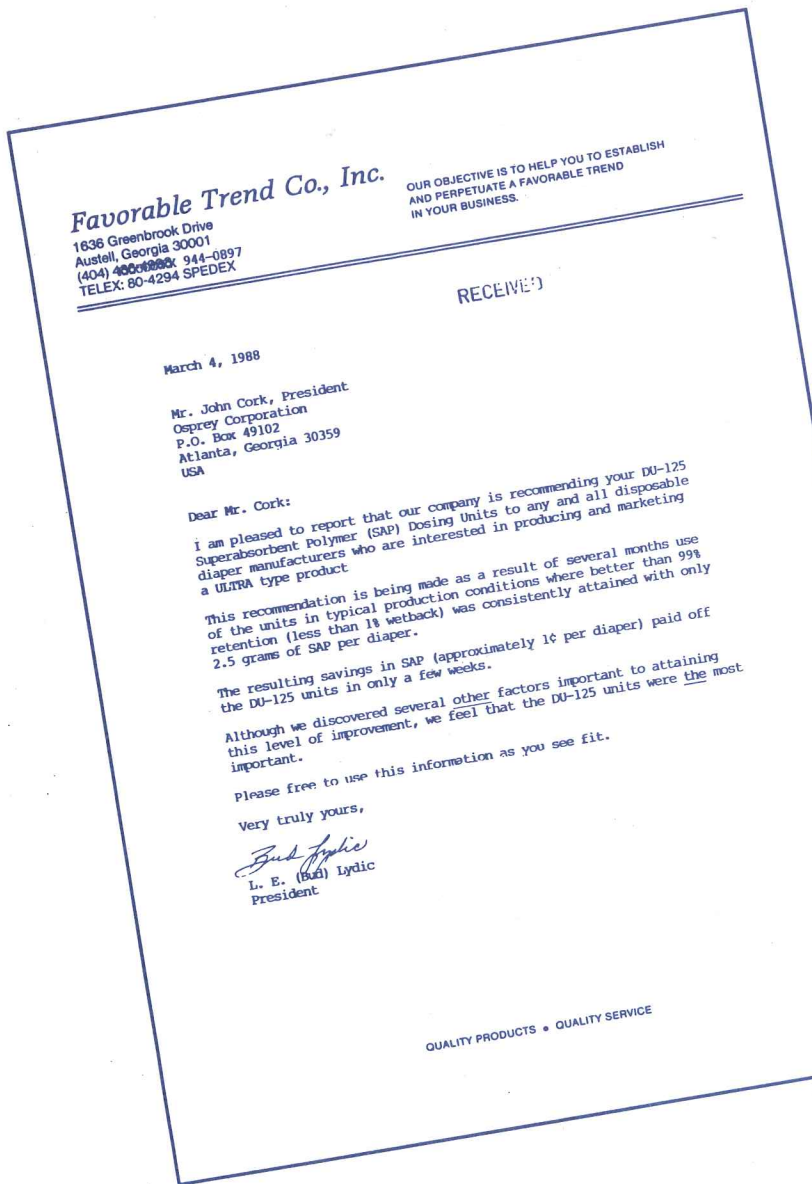 Favorable Trend Co., Inc.
1636 Greenbrook Drive
Austell, Georgia 30001
(404) 944-0897
TELEX: 80-4294 SPEDEX
OUR OBJECTIVE IS TO HELP YOU TO ESTABLISH
AND PERPETUATE A FAVORABLE TREND
IN YOUR BUSINESS.
RECEIVED
March 4, 1988
Mr. John Cork, President
Osprey Corporation
P.O. Box 49102
Atlanta, Georgia 30359
USA
Dear Mr. Cork:
I am pleased to report that our company is recommending your DU-125
Superabsorbent Polymer (SAP) Dosing Units to any and all disposable
diaper manufacturers who are interested in producing and marketing
a ULTRA type product
This recommendation is being made as a result of several months use
of the units in typical production conditions where better than 99%
retention (less than 1% wetback) was consistently attained with only
2.5 grams of SAP per diaper.
The resulting savings in SAP (approximately 1¢ per diaper) paid off
the DU-125 units in only a few weeks.
Although we discovered several other factors important to attaining
this level of improvement, we feel that the DU-125 units were the most
important.
Please free to use this information as you see fit.
Very truly yours,
Bud Lydic
L. E. (Bud) Lydic
President
QUALITY PRODUCTS • QUALITY SERVICE